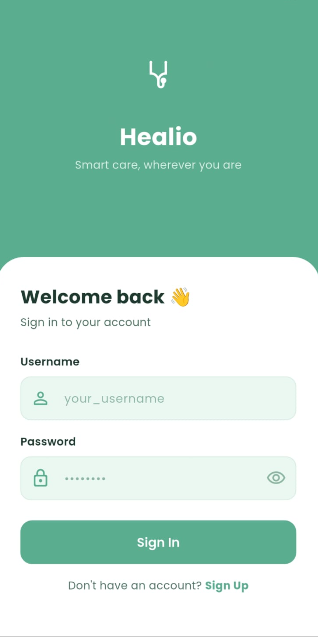 Healio
Smart care, wherever you are
Welcome back 👋
Sign in to your account
Username
your_username
Password
••••••••
Sign In
Don't have an account? Sign Up